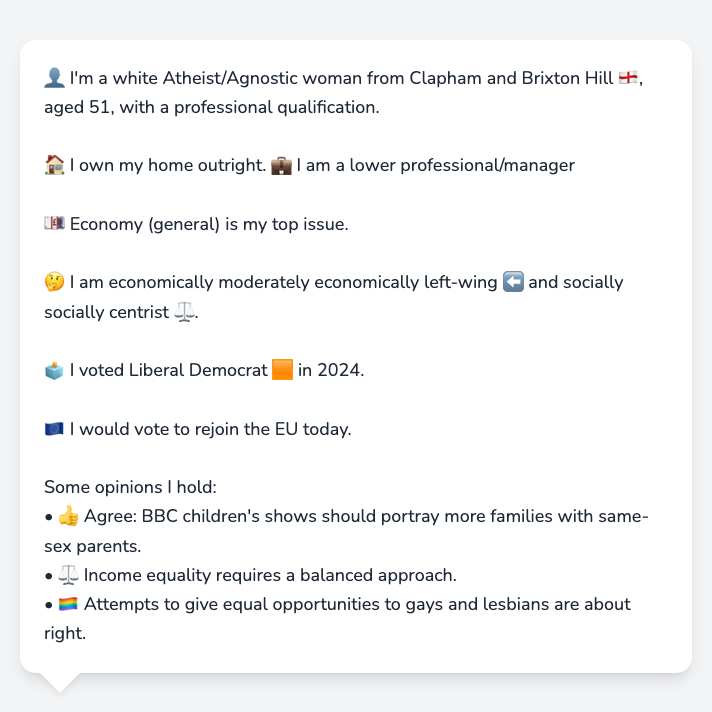 👤 I'm a white Atheist/Agnostic woman from Clapham and Brixton Hill 🏴󠁧󠁢󠁥󠁮󠁧󠁿,
aged 51, with a professional qualification.
🏠 I own my home outright. 💼 I am a lower professional/manager
💷 Economy (general) is my top issue.
🤔 I am economically moderately economically left-wing ⬅️ and socially
socially centrist ⚖️.
🗳️ I voted Liberal Democrat 🟧 in 2024.
🇪🇺 I would vote to rejoin the EU today.
Some opinions I hold:
• 👍 Agree: BBC children's shows should portray more families with same-
sex parents.
• ⚖️ Income equality requires a balanced approach.
• 🏳️‍🌈 Attempts to give equal opportunities to gays and lesbians are about
right.